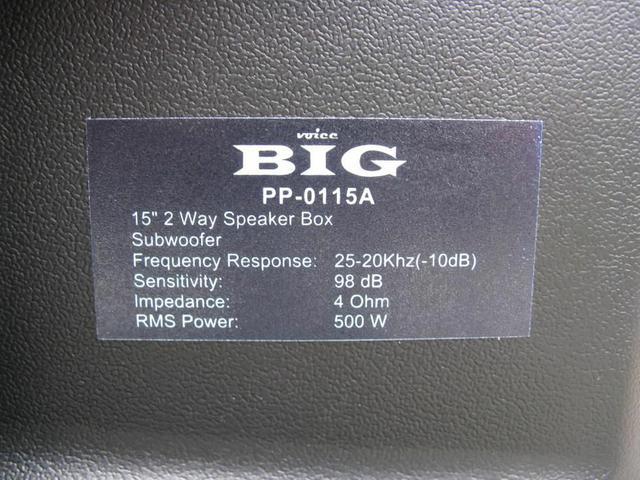 voice
BIG
PP-0115A
15" 2 Way Speaker Box
Subwoofer
Frequency Response: 25-20Khz(-10dB)
Sensitivity: 98 dB
Impedance: 4 Ohm
RMS Power: 500 W